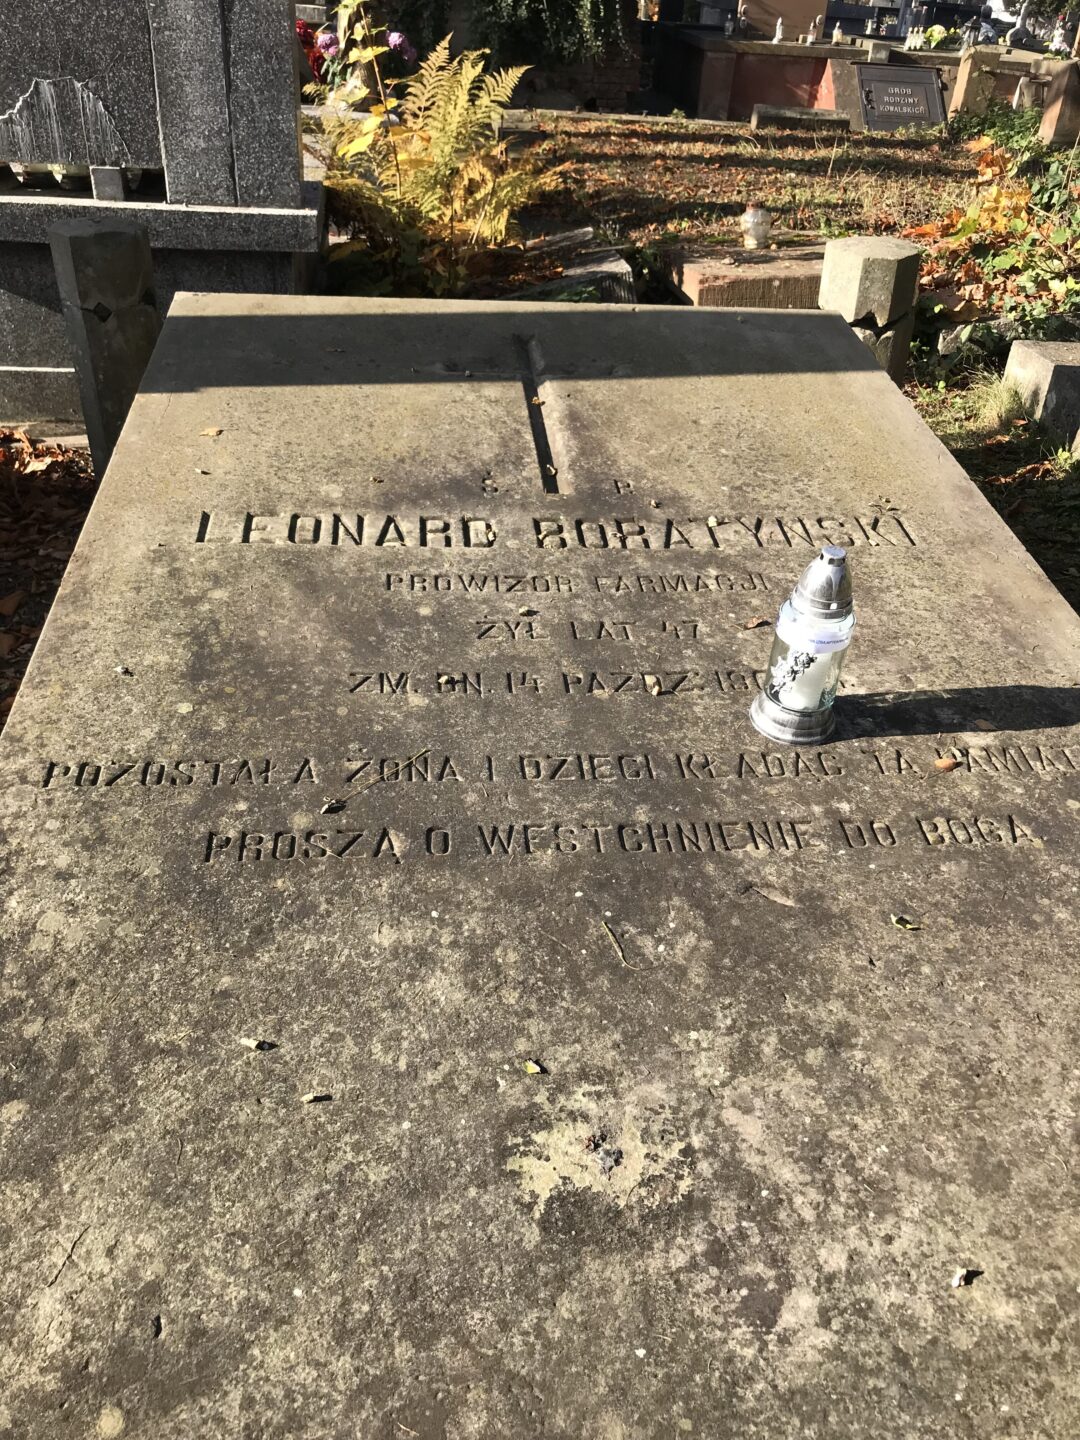 GRÓB
RODZINY
KOWALSKICH
Ś. P.
LEONARD BORATYŃSKI
PROWIZOR FARMACJI
ŻYŁ LAT 47
ZM. DN. 14 PAŹDZ.
POZOSTAŁA ŻONA I DZIECI KŁADĄC TĄ PAMIĄT
PROSZĄ O WESTCHNIENIE DO BOGA.